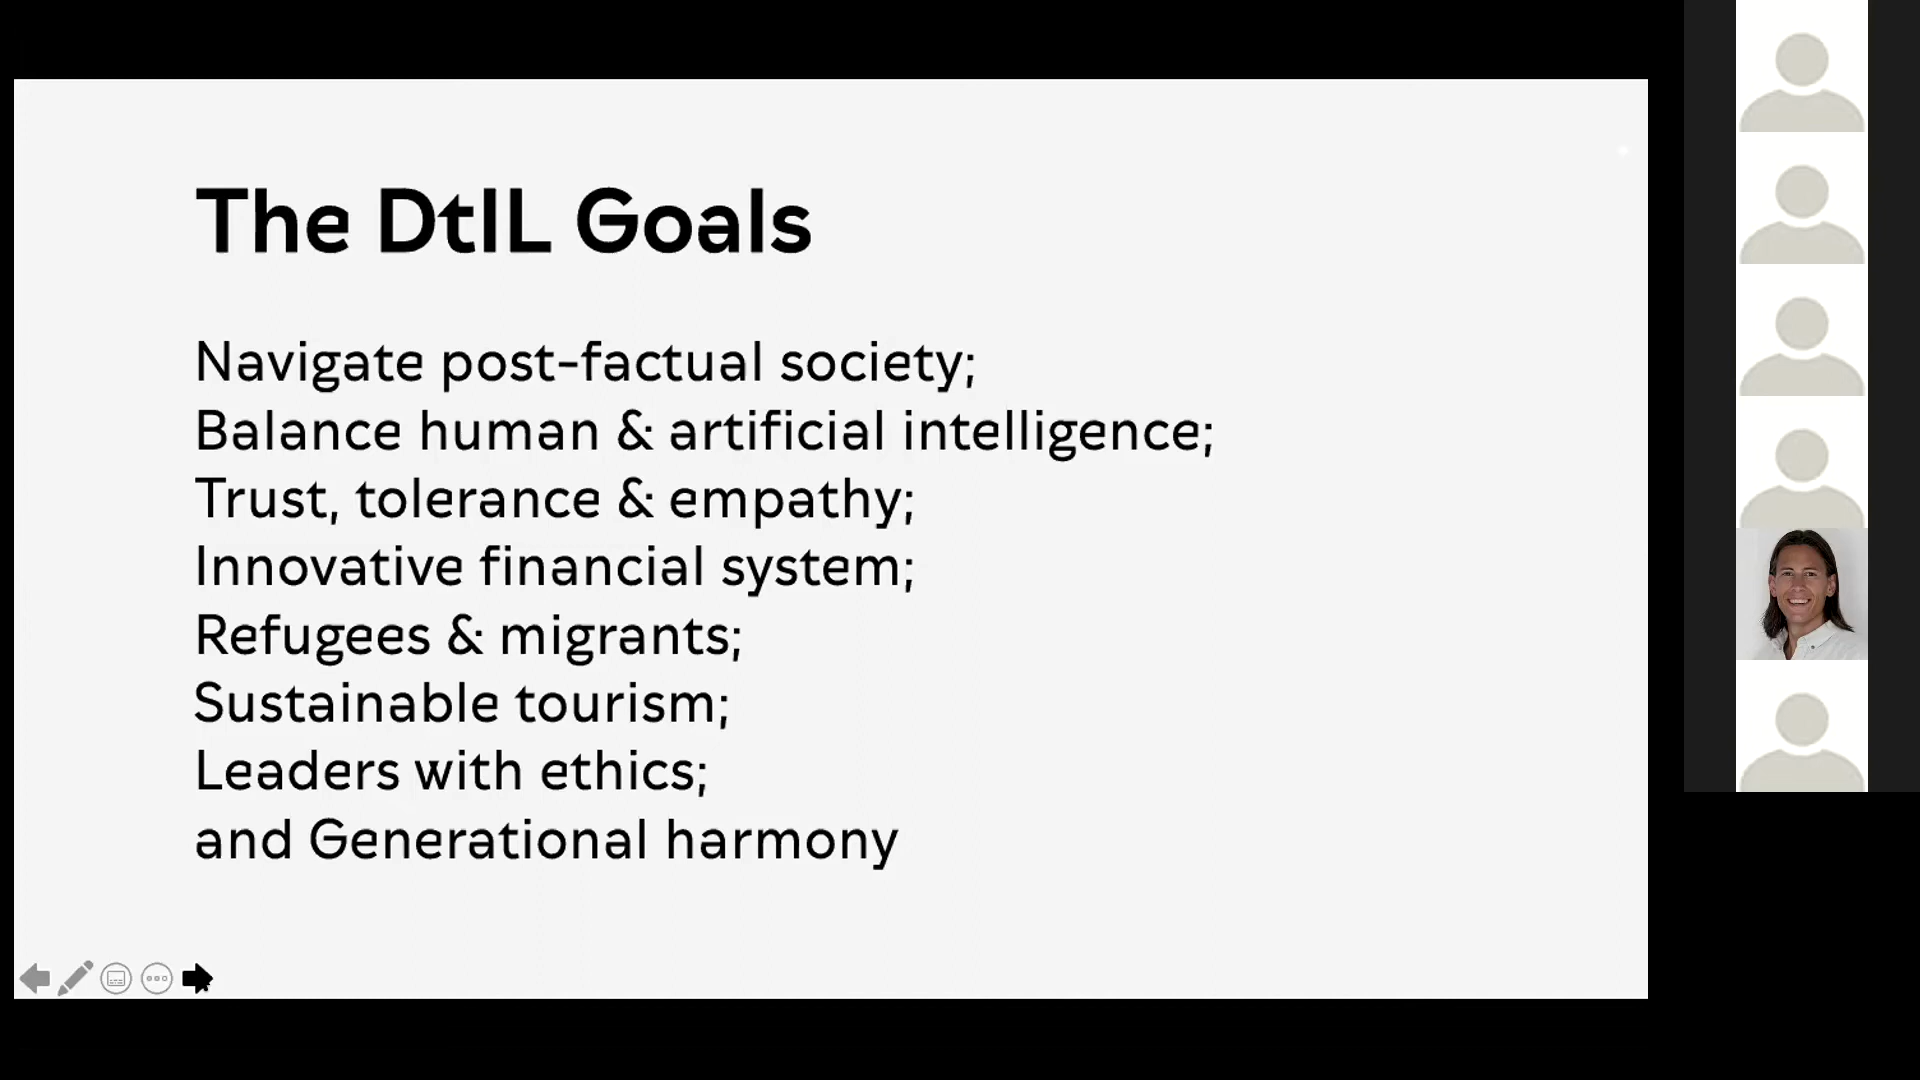 The DtIL Goals
Navigate post-factual society;
Balance human & artificial intelligence;
Trust, tolerance & empathy;
Innovative financial system;
Refugees & migrants;
Sustainable tourism;
Leaders with ethics;
and Generational harmony